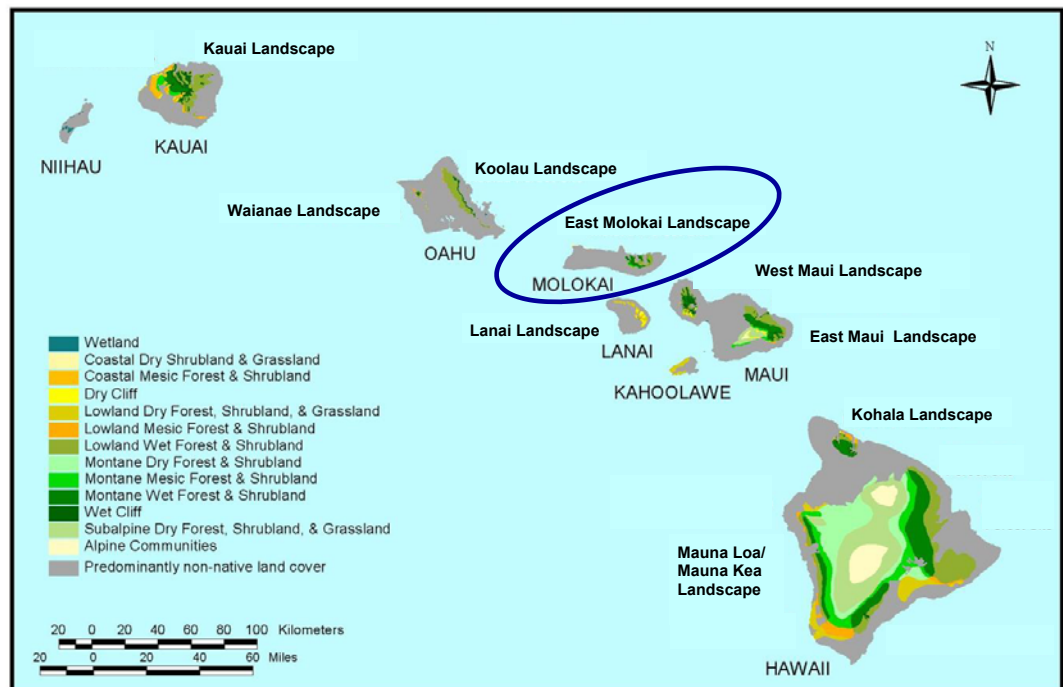 Kauai Landscape
N
NIIHAU
KAUAI
Koolau Landscape
Waianae Landscape
East Molokai Landscape
OAHU
MOLOKAI
West Maui Landscape
Lanai Landscape
East Maui Landscape
LANAI
MAUI
KAHOOLAWE
Kohala Landscape
Wetland
Coastal Dry Shrubland & Grassland
Coastal Mesic Forest & Shrubland
Dry Cliff
Lowland Dry Forest, Shrubland, & Grassland
Lowland Mesic Forest & Shrubland
Lowland Wet Forest & Shrubland
Montane Dry Forest & Shrubland
Montane Mesic Forest & Shrubland
Montane Wet Forest & Shrubland
Wet Cliff
Subalpine Dry Forest, Shrubland, & Grassland
Alpine Communities
Predominantly non-native land cover
Mauna Loa/
Mauna Kea
Landscape
20 0 20 40 60 80 100 Kilometers
20 0 20 40 60 Miles
HAWAII